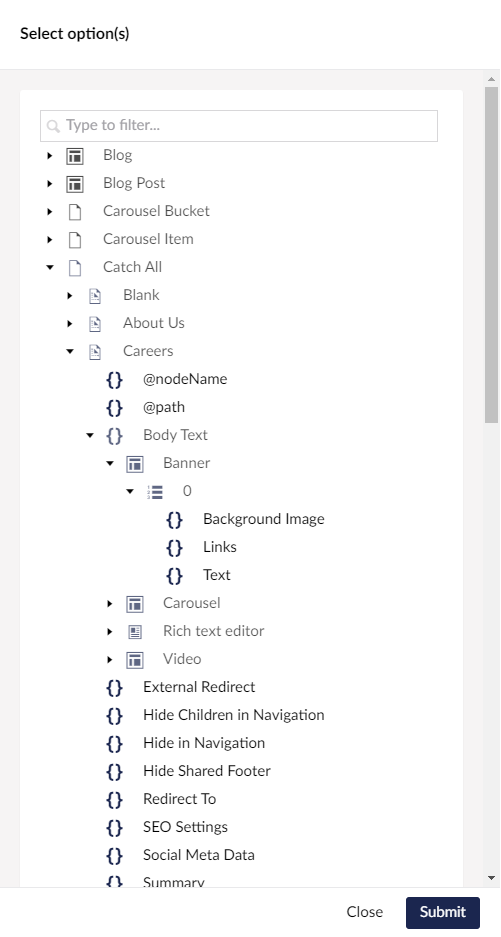 Select option(s)
Type to filter...
Blog
Blog Post
Carousel Bucket
Carousel Item
Catch All
Blank
About Us
Careers
{} @nodeName
{} @path
{} Body Text
Banner
0
{} Background Image
{} Links
{} Text
Carousel
Rich text editor
Video
{} External Redirect
{} Hide Children in Navigation
{} Hide in Navigation
{} Hide Shared Footer
{} Redirect To
{} SEO Settings
{} Social Meta Data
{} Summary
Close Submit